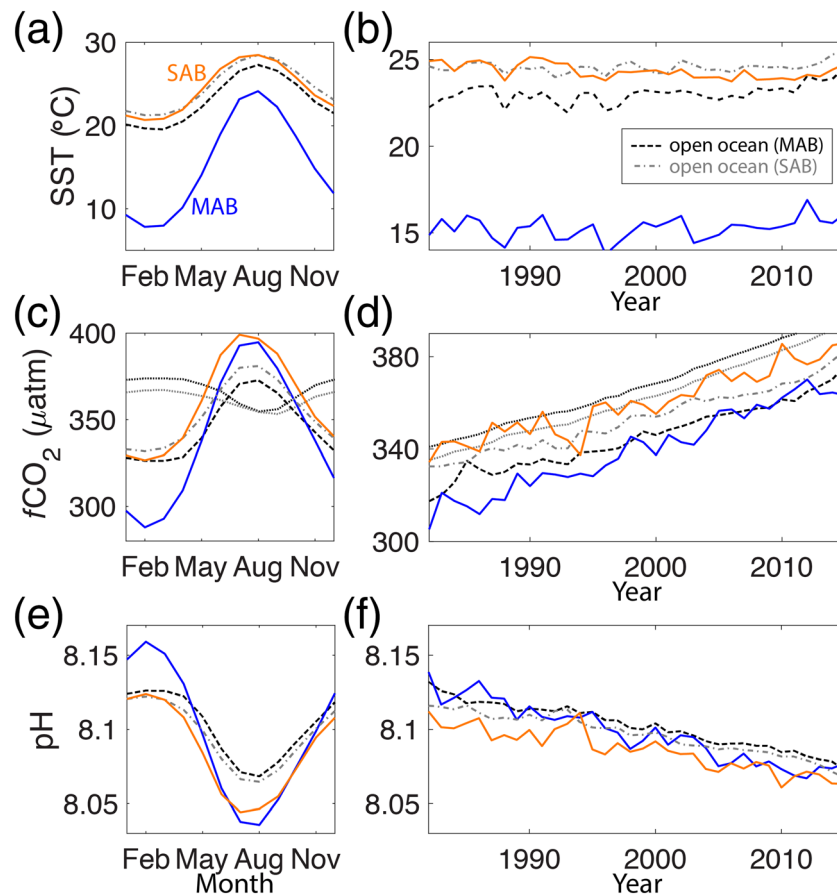 (a)
(b)
SST (°C)
30
20
10
SAB
MAB
Feb May Aug Nov
25
20
15
open ocean (MAB)
open ocean (SAB)
1990
2000
2010
Year
(c)
(d)
fCO2 (μatm)
400
350
300
Feb May Aug Nov
380
340
300
1990
2000
2010
Year
(e)
(f)
pH
8.15
8.1
8.05
Feb May Aug Nov
Month
8.15
8.1
8.05
1990
2000
2010
Year